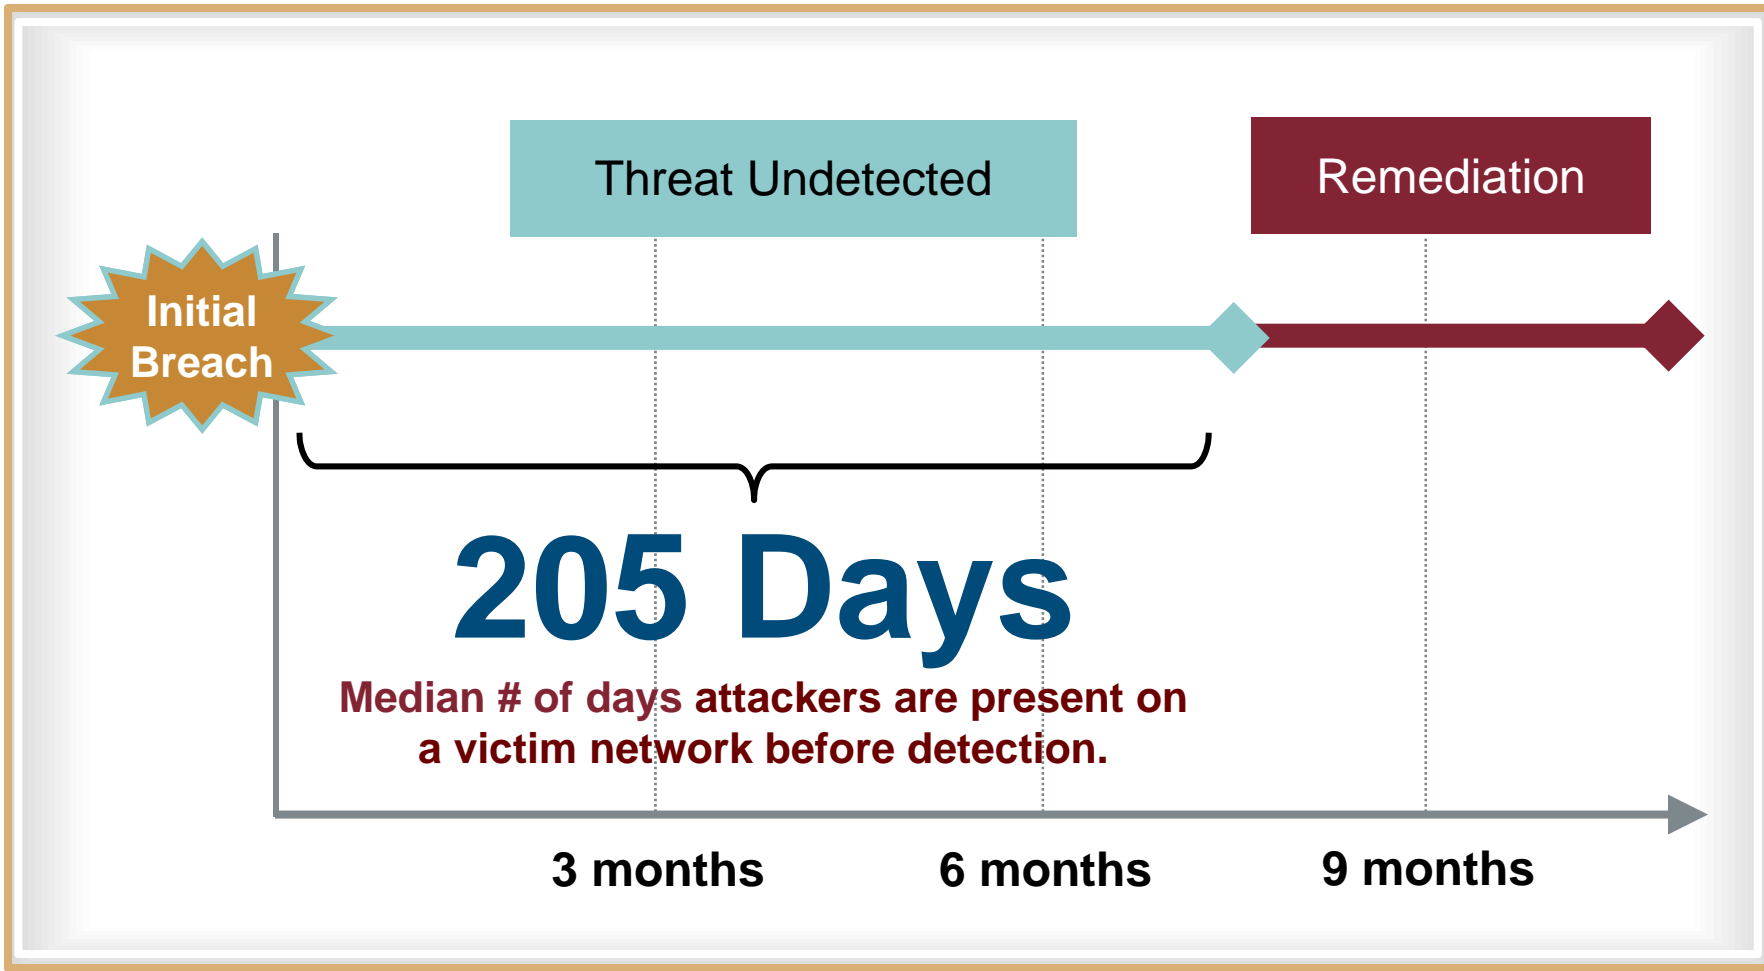 Threat Undetected
Remediation
Initial
Breach
205 Days
Median # of days attackers are present on
a victim network before detection.
3 months
6 months
9 months